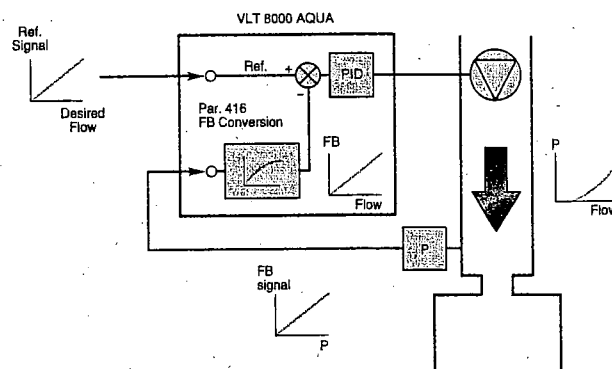 VLT 8000 AQUA
Ref.
Signal
Desired
Flow
Ref.
+
-
PID
Par. 416
FB Conversion
FB
Flow
P
Flow
P
FB
signal
P